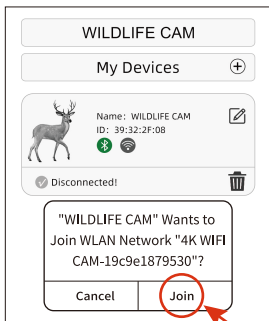 WILDLIFE CAM
My Devices
Name: WILDLIFE CAM
ID: 39:32:2F:08
Disconnected!
"WILDLIFE CAM" Wants to
Join WLAN Network "4K WIFI
CAM-19c9e1879530"?
Cancel Join